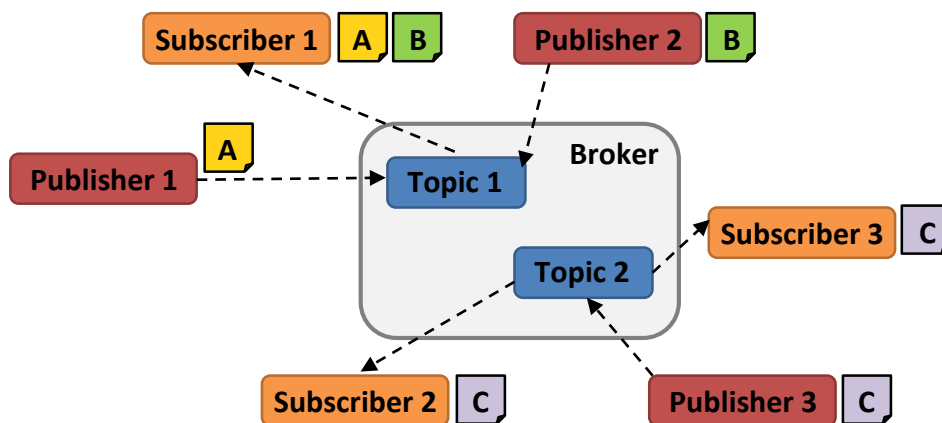 Subscriber 1 A B
Publisher 2 B
A
Publisher 1
Broker
Topic 1
Subscriber 3 C
Topic 2
Subscriber 2 C
Publisher 3 C